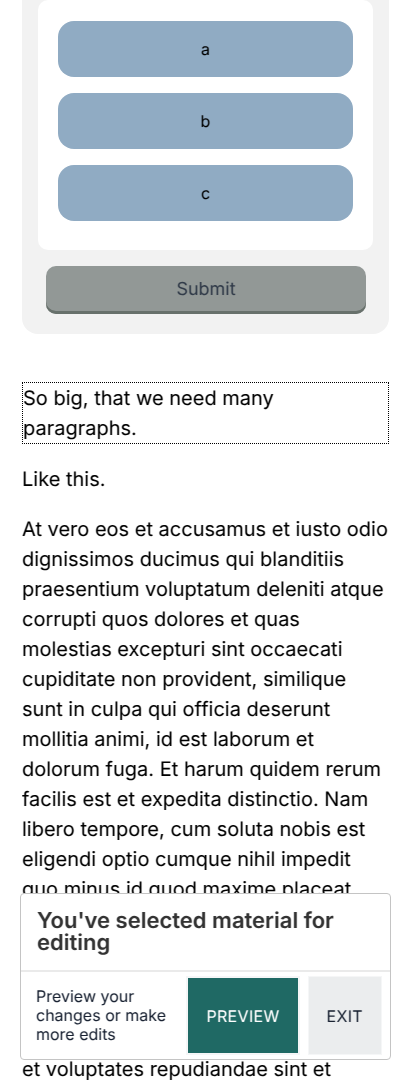 a
b
c
Submit
So big, that we need many
paragraphs.
Like this.
At vero eos et accusamus et iusto odio
dignissimos ducimus qui blanditiis
praesentium voluptatum deleniti atque
corrupti quos dolores et quas
molestias excepturi sint occaecati
cupiditate non provident, similique
sunt in culpa qui officia deserunt
mollitia animi, id est laborum et
dolorum fuga. Et harum quidem rerum
facilis est et expedita distinctio. Nam
libero tempore, cum soluta nobis est
eligendi optio cumque nihil impedit
quo minus id quod maxime placeat
You've selected material for
editing
Preview your
changes or make
more edits
PREVIEW
EXIT
et voluptates repudiandae sint et